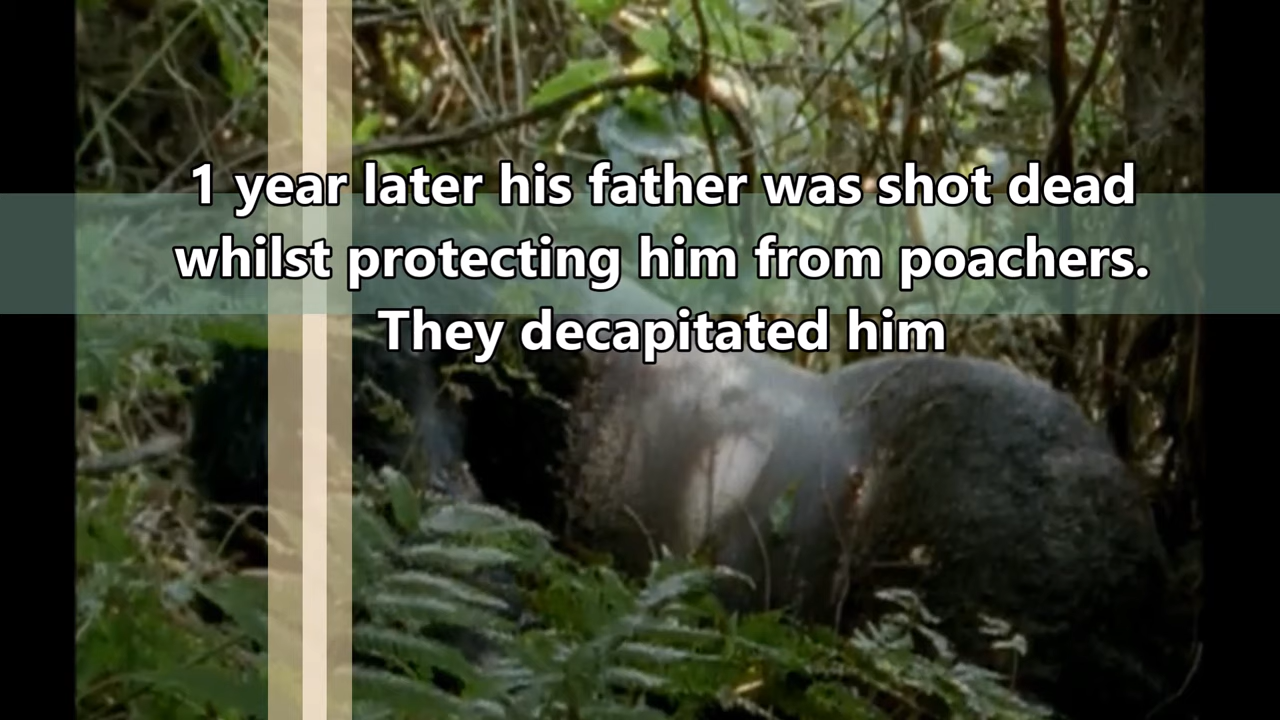 1 year later his father was shot dead
whilst protecting him from poachers.
They decapitated him